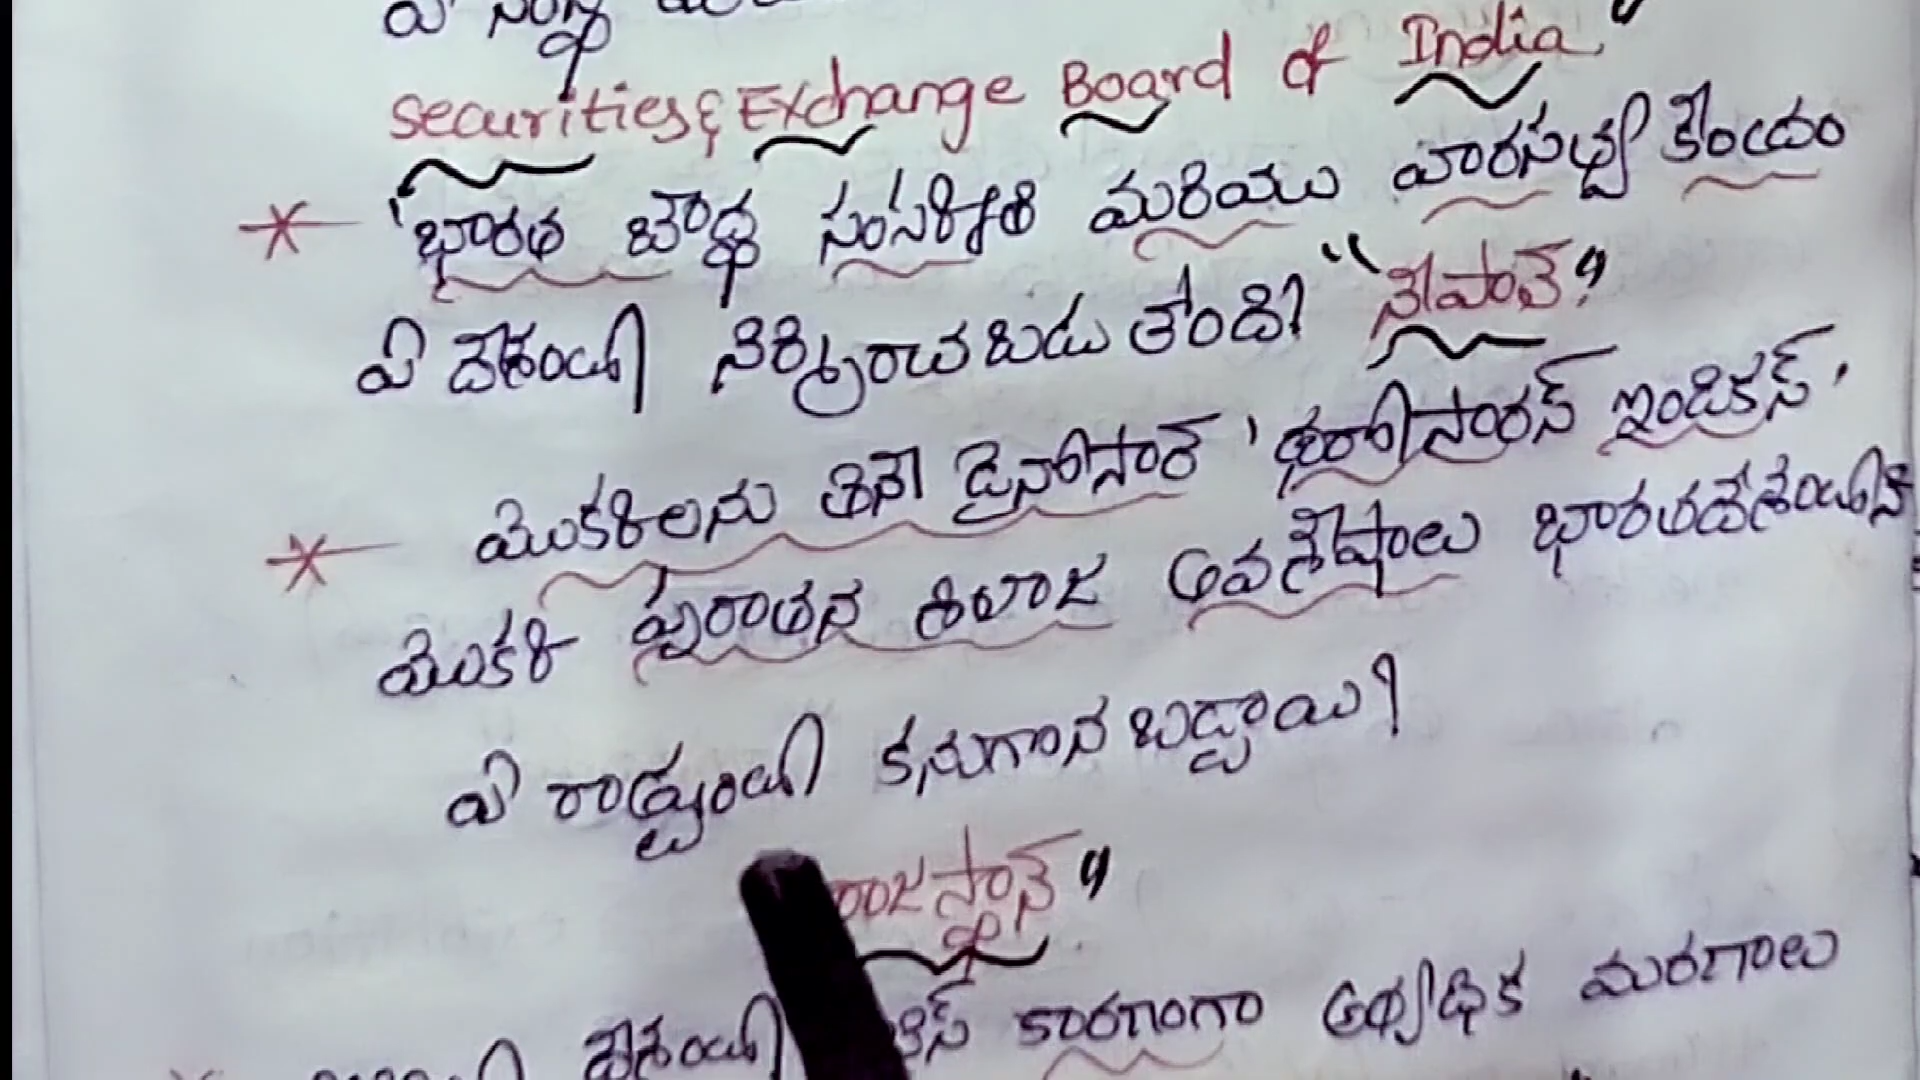 ఏ సంస్థ
Securities & Exchange Board of India"
* 'భారత బౌద్ధ సంస్కృతి మరియు వారసత్వ కేంద్రం
ఏ దేశంలో నిర్మించబడుతోంది? "నేపాల్"
* మొక్కలను తినే డైనోసార్ 'థారోసారస్ ఇండికస్'
మొక్క పురాతన శిలాజ అవశేషాలు భారతదేశంలోని
ఏ రాష్ట్రంలో కనుగొనబడ్డాయి?
రాజస్థాన్"
దేశంలో కారణంగా అత్యధిక మరణాలు